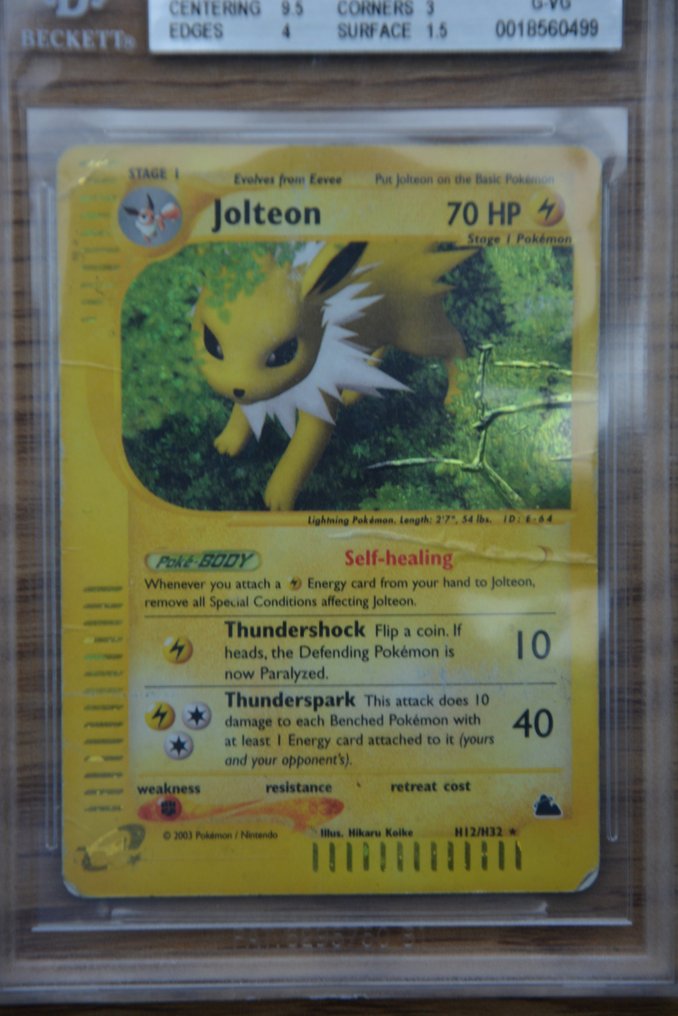 CENTERING 9.5 CORNERS 3 G-VG
BECKETT® EDGES 4 SURFACE 1.5 0018560499
STAGE 1 Evolves from Eevee Put Jolteon on the Basic Pokémon
Jolteon 70 HP
Stage 1 Pokémon
Lightning Pokémon. Length: 2'7", 54 lbs. ID: E-64
Poké-BODY Self-healing
Whenever you attach a Energy card from your hand to Jolteon,
remove all Special Conditions affecting Jolteon.
Thundershock Flip a coin. If
heads, the Defending Pokémon is
now Paralyzed.
10
Thunderspark This attack does 10
damage to each Benched Pokémon with
at least 1 Energy card attached to it (yours
and your opponent's).
40
weakness resistance retreat cost
© 2003 Pokémon / Nintendo Illus. Hikaru Koike H12/H32 ★